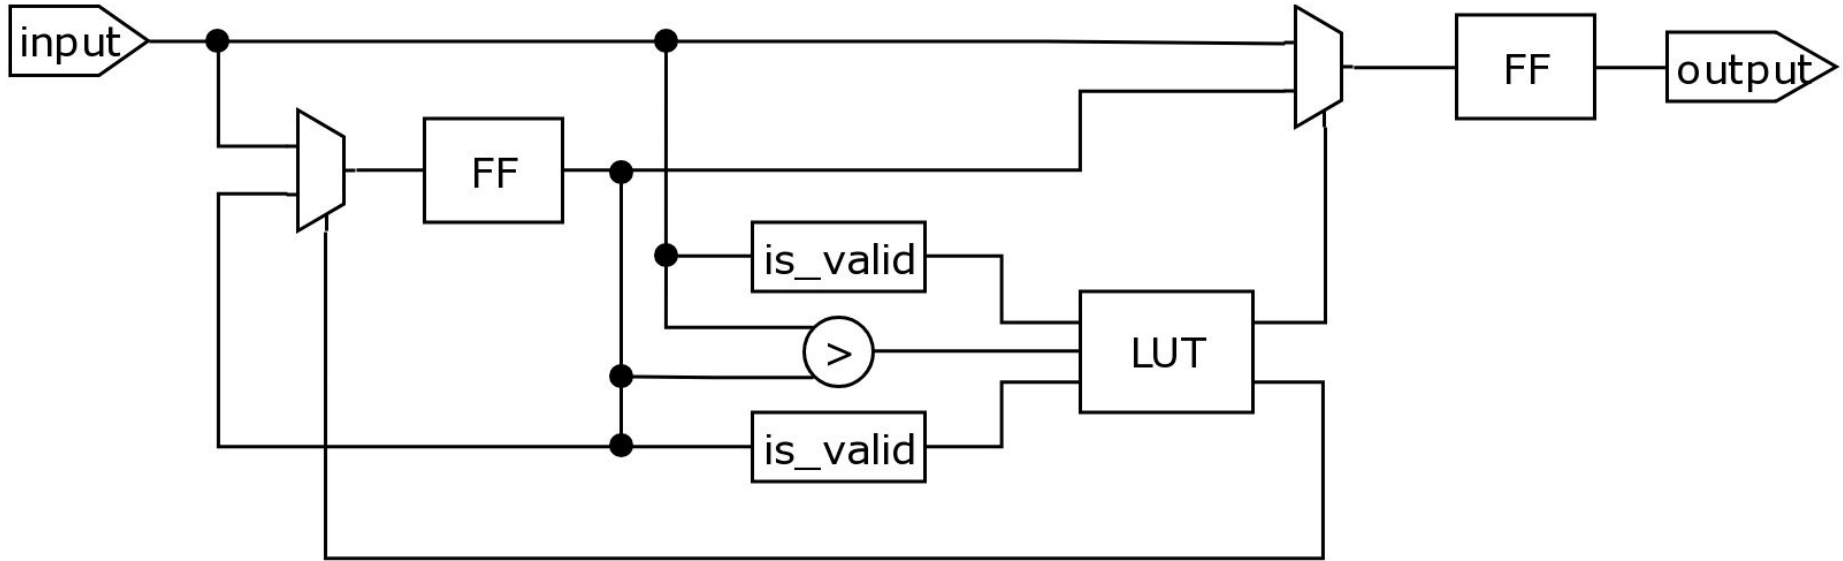 input
FF
output
FF
is_valid
>
LUT
is_valid